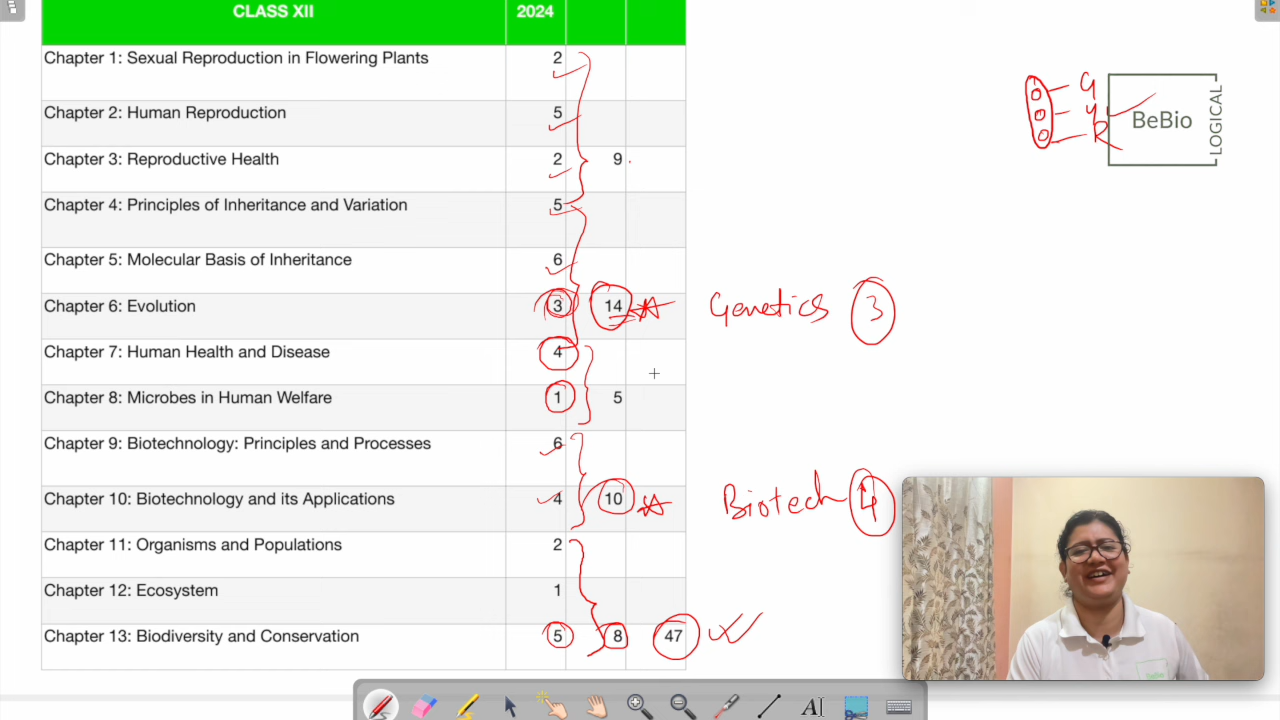 CLASS XII 2024
Chapter 1: Sexual Reproduction in Flowering Plants 2
Chapter 2: Human Reproduction 5
Chapter 3: Reproductive Health 2 9
Chapter 4: Principles of Inheritance and Variation 5
Chapter 5: Molecular Basis of Inheritance 6
Chapter 6: Evolution 3 14 Genetics 3
Chapter 7: Human Health and Disease 4
Chapter 8: Microbes in Human Welfare 1 5
Chapter 9: Biotechnology: Principles and Processes 6
Chapter 10: Biotechnology and its Applications 4 10 Biotech 4
Chapter 11: Organisms and Populations 2
Chapter 12: Ecosystem 1
Chapter 13: Biodiversity and Conservation 5 8 47
G
y
R
BeBio
LOGICAL
BeBio
AI